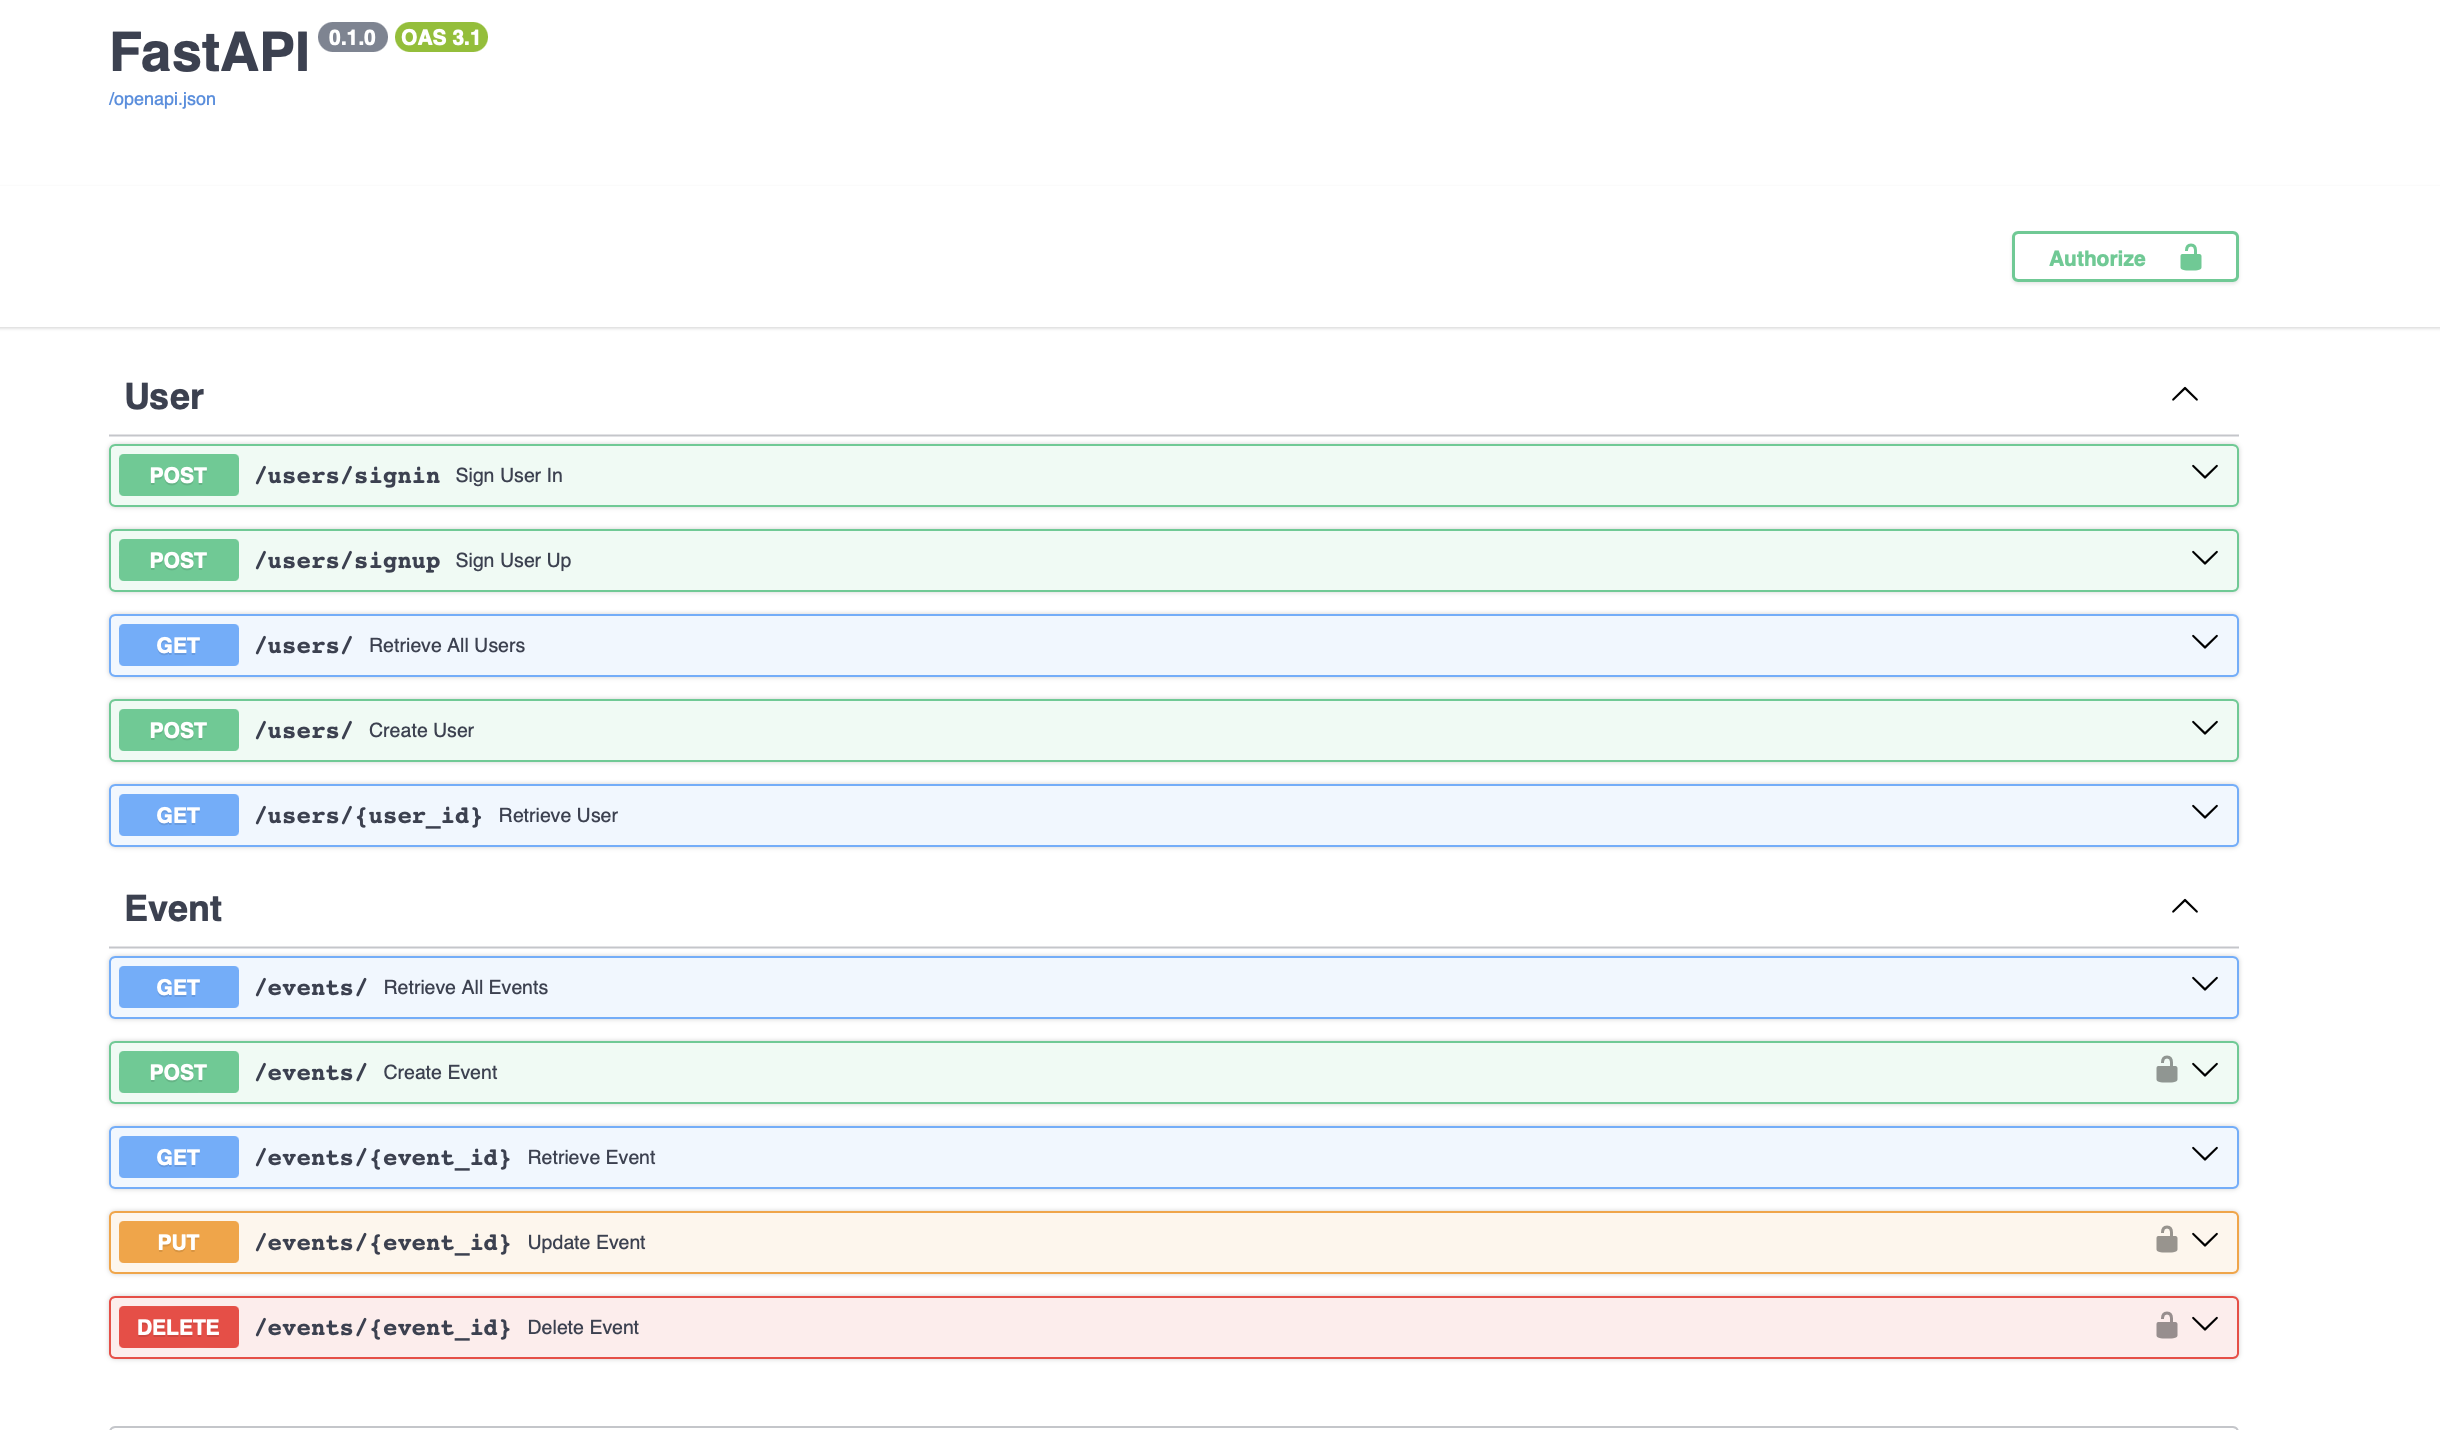 FastAPI 0.1.0 OAS 3.1
/openapi.json
Authorize
User
POST /users/signin Sign User In
POST /users/signup Sign User Up
GET /users/ Retrieve All Users
POST /users/ Create User
GET /users/{user_id} Retrieve User
Event
GET /events/ Retrieve All Events
POST /events/ Create Event
GET /events/{event_id} Retrieve Event
PUT /events/{event_id} Update Event
DELETE /events/{event_id} Delete Event